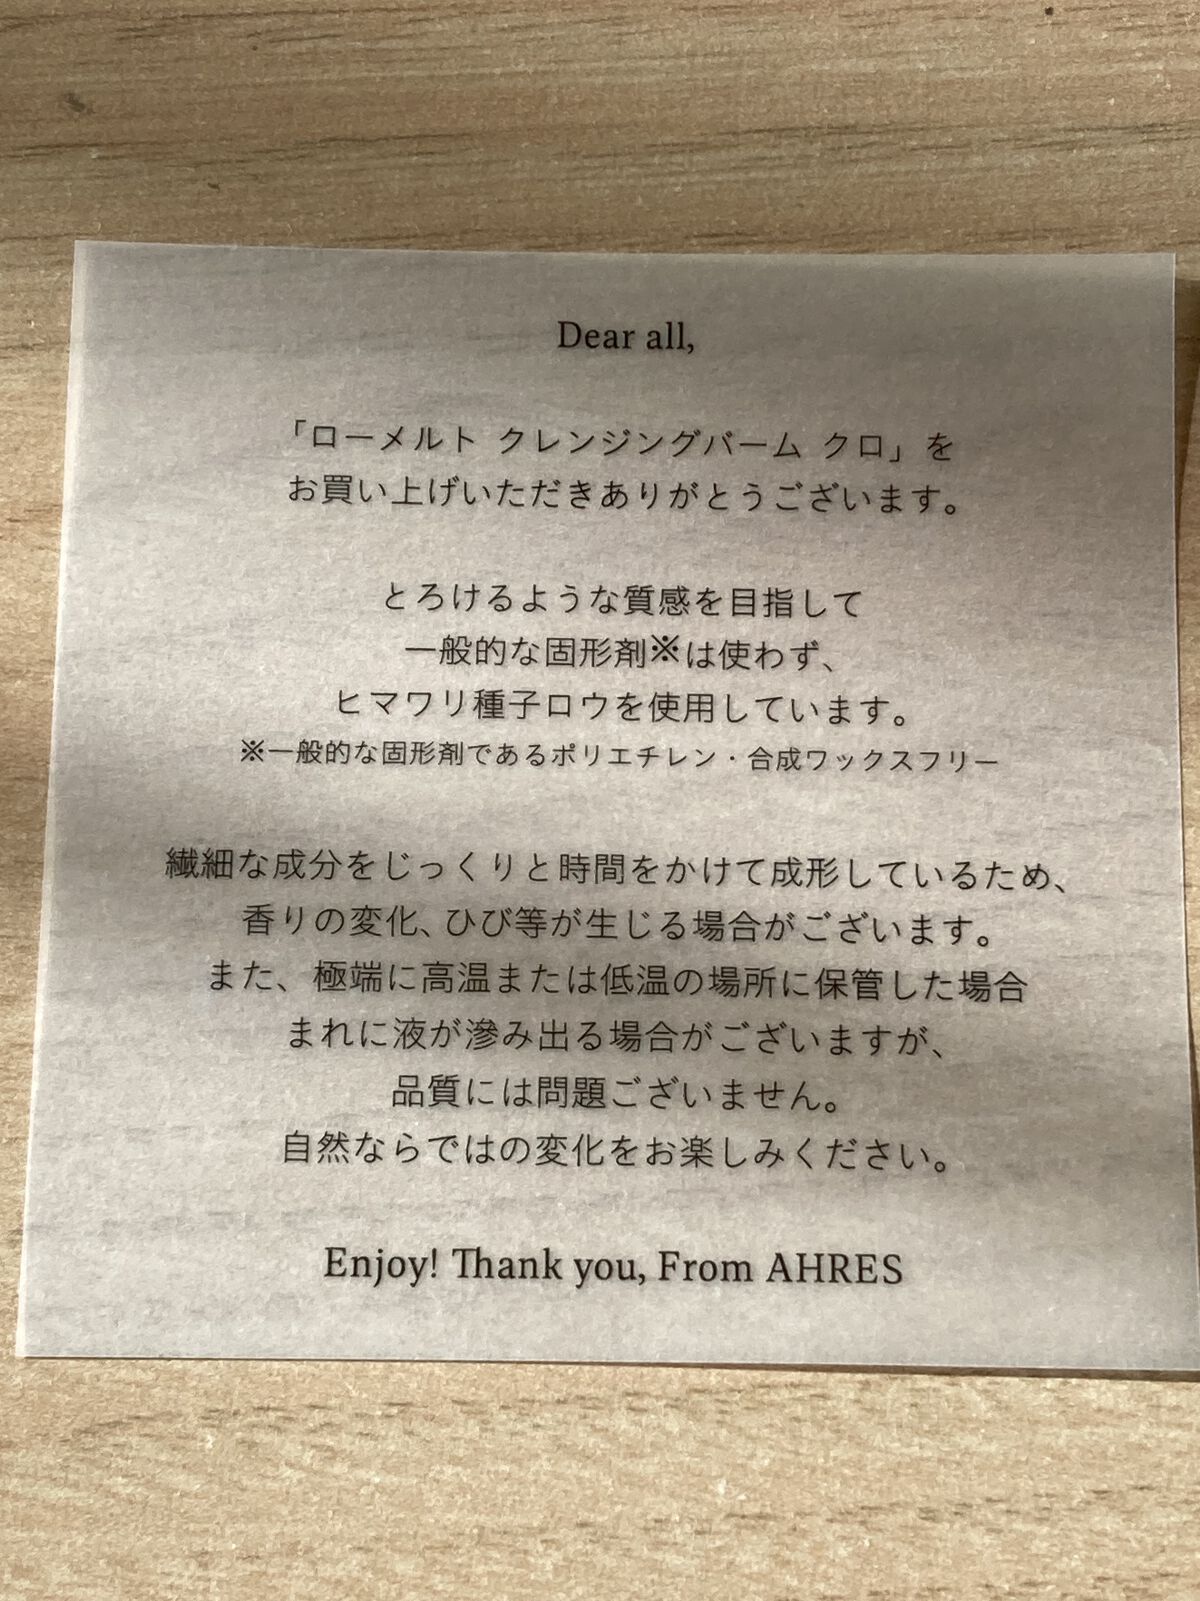 Dear all,
「ローメルト クレンジングバーム クロ」を
お買い上げいただきありがとうございます。
とろけるような質感を目指して
一般的な固形剤※は使わず、
ヒマワリ種子ロウを使用しています。
※一般的な固形剤であるポリエチレン・合成ワックスフリー
繊細な成分をじっくりと時間をかけて成形しているため、
香りの変化、ひび等が生じる場合がございます。
また、極端に高温または低温の場所に保管した場合
まれに液が滲み出る場合がございますが、
品質には問題ございません。
自然ならではの変化をお楽しみください。
Enjoy! Thank you, From AHRES